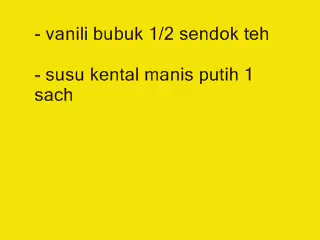 - vanili bubuk 1/2 sendok teh
- susu kental manis putih 1
sach